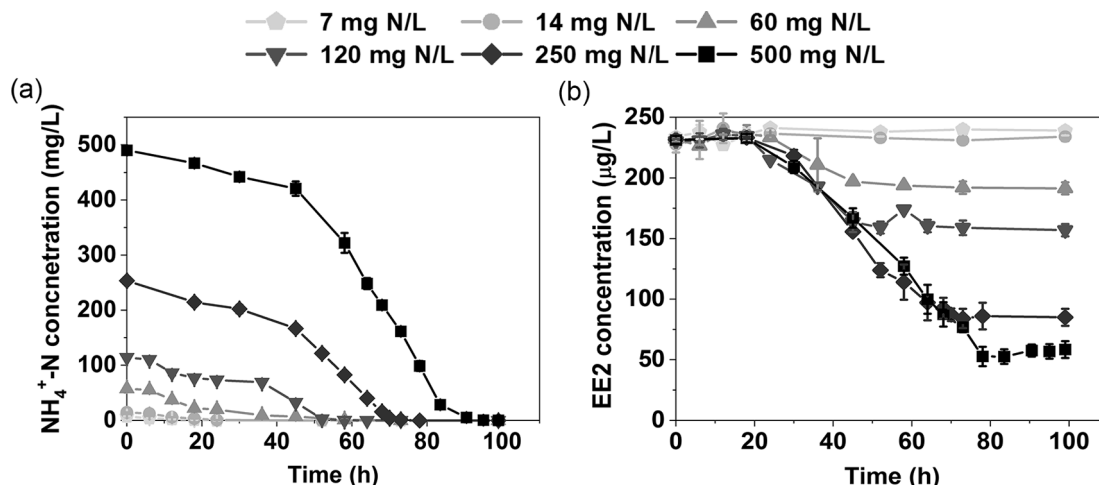 7 mg N/L 14 mg N/L 60 mg N/L
120 mg N/L 250 mg N/L 500 mg N/L
(a)
NH₄⁺-N concnetration (mg/L)
500
400
300
200
100
0
0 20 40 60 80 100
Time (h)
(b)
EE2 concentration (µg/L)
250
200
150
100
50
0
0 20 40 60 80 100
Time (h)